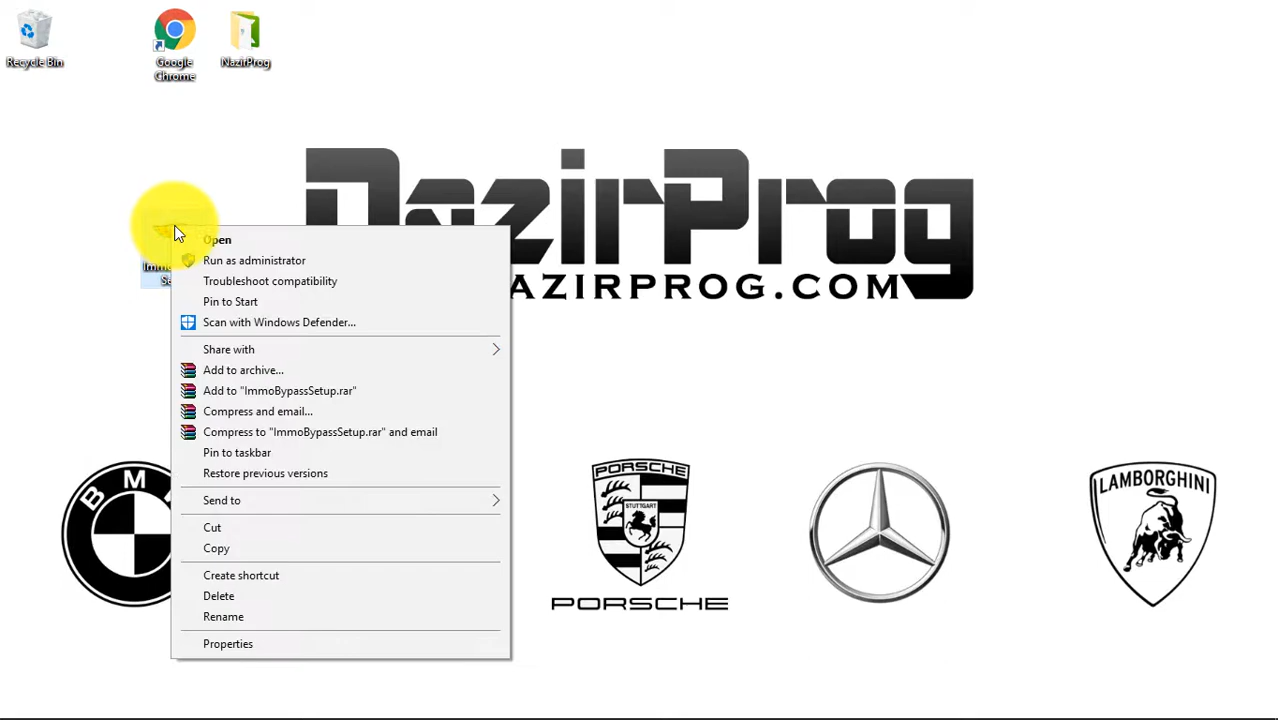 Recycle Bin
Google
Chrome
NazirProg
NazirProg
AZIRPROG.COM
Imm
Se
Open
Run as administrator
Troubleshoot compatibility
Pin to Start
Scan with Windows Defender...
Share with
Add to archive...
Add to "ImmoBypassSetup.rar"
Compress and email...
Compress to "ImmoBypassSetup.rar" and email
Pin to taskbar
Restore previous versions
Send to
Cut
Copy
Create shortcut
Delete
Rename
Properties
BM
PORSCHE
STUTTGART
PORSCHE
LAMBORGHINI